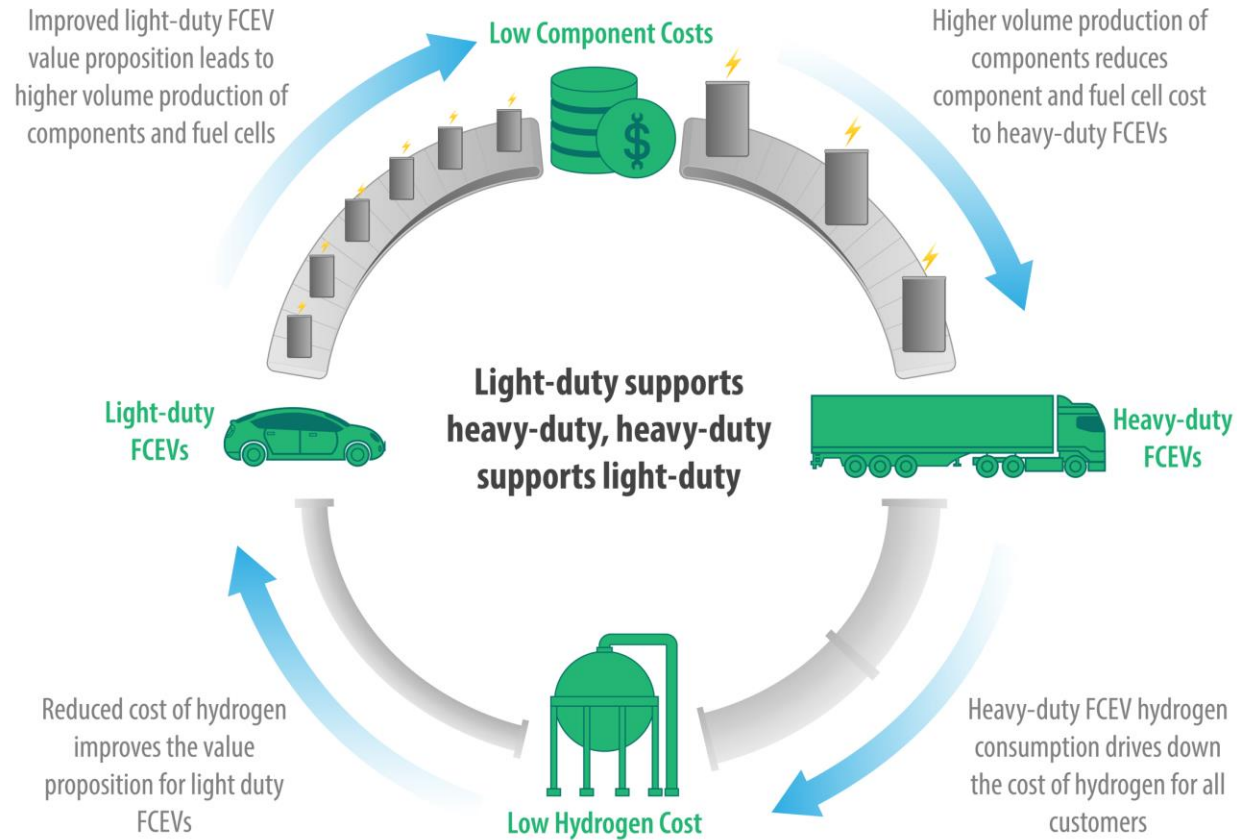 Improved light-duty FCEV
value proposition leads to
higher volume production of
components and fuel cells
Low Component Costs
Higher volume production of
components reduces
component and fuel cell cost
to heavy-duty FCEVs
$
Light-duty
FCEVs
Light-duty supports
heavy-duty, heavy-duty
supports light-duty
Heavy-duty
FCEVs
Reduced cost of hydrogen
improves the value
proposition for light duty
FCEVs
Low Hydrogen Cost
Heavy-duty FCEV hydrogen
consumption drives down
the cost of hydrogen for all
customers